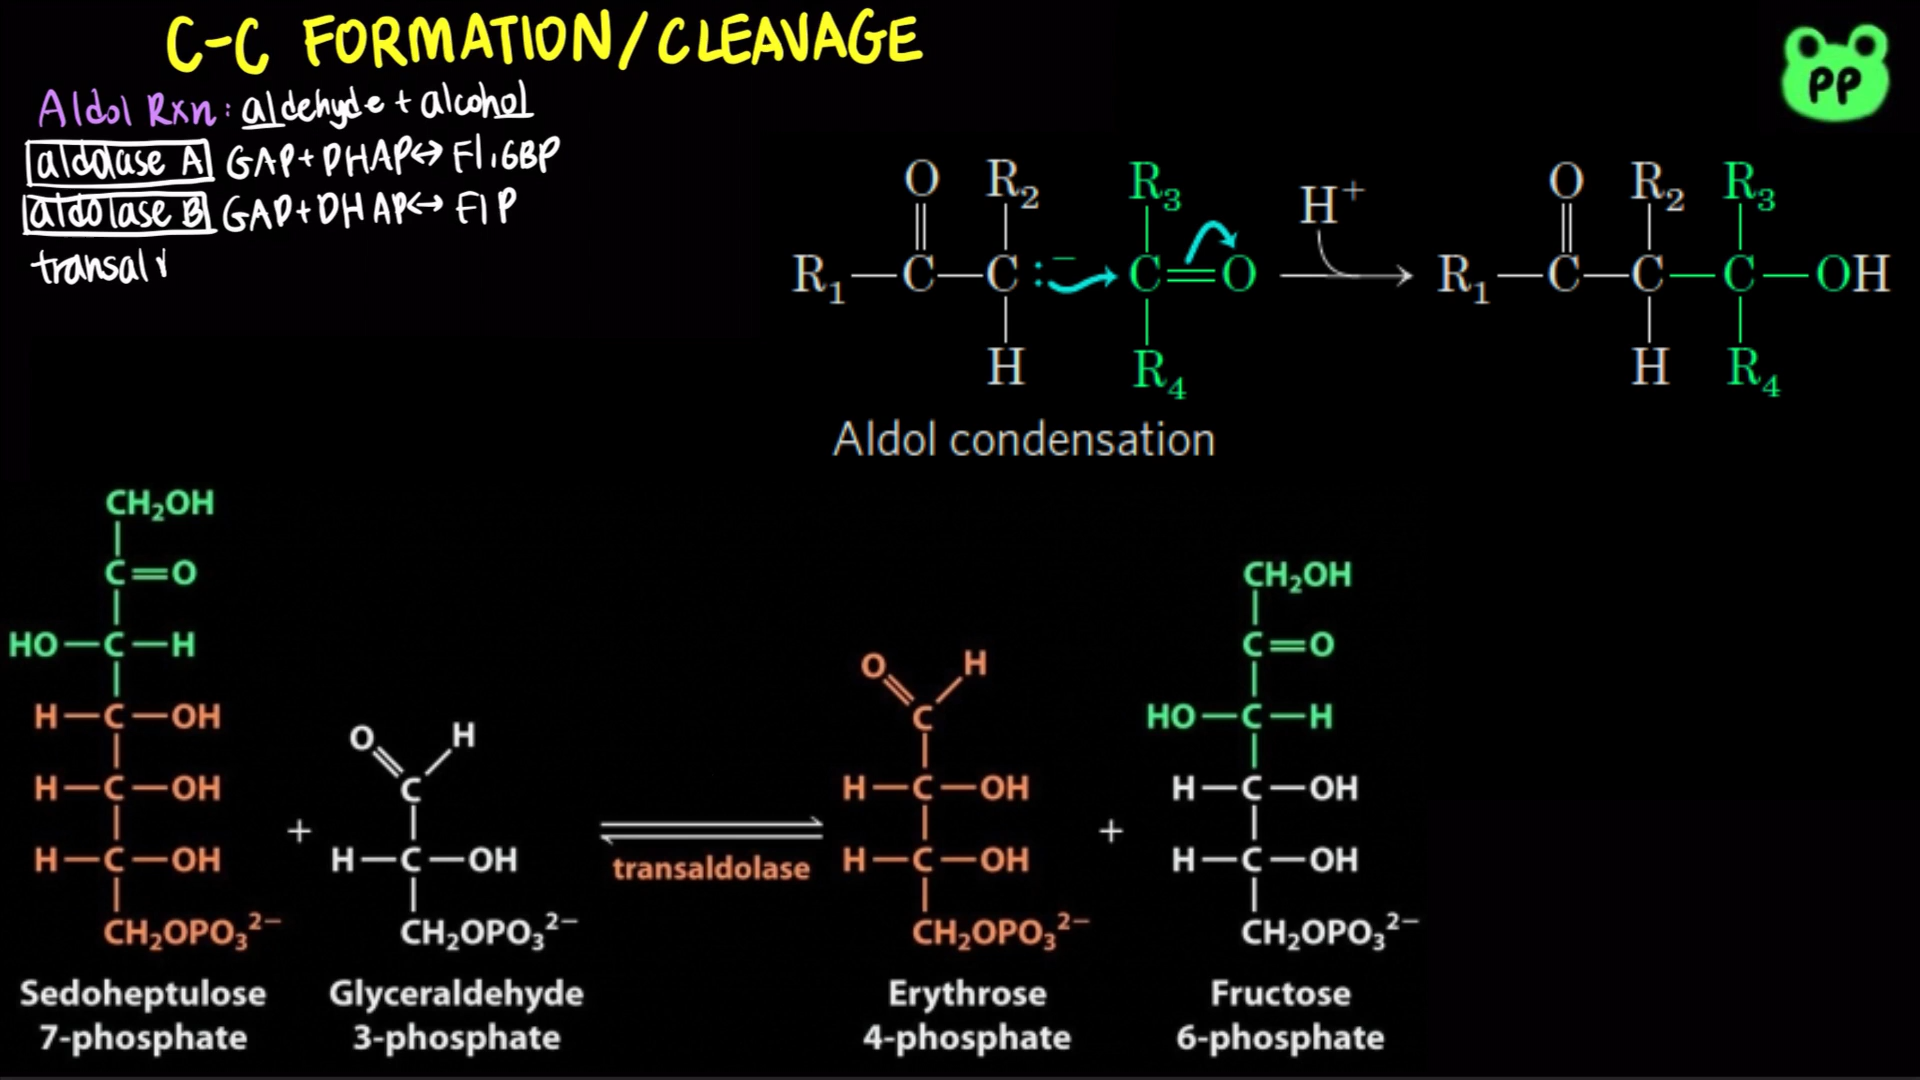 C-C FORMATION/CLEAVAGE
PP
Aldol Rxn: aldehyde + alcohol
aldolase A GAP + DHAP ↔ F1,6BP
aldolase B GAP + DHAP ↔ F1P
transal
O R₂ R₃ H⁺ O R₂ R₃
R₁—C—C:⁻ C=O R₁—C—C—C—OH
H R₄ H R₄
Aldol condensation
CH₂OH
C=O
HO—C—H
H—C—OH
H—C—OH
H—C—OH
CH₂OPO₃²⁻
Sedoheptulose
7-phosphate
+
O H
C
H—C—OH
CH₂OPO₃²⁻
Glyceraldehyde
3-phosphate
transaldolase
O H
C
H—C—OH
H—C—OH
CH₂OPO₃²⁻
Erythrose
4-phosphate
+
CH₂OH
C=O
HO—C—H
H—C—OH
H—C—OH
CH₂OPO₃²⁻
Fructose
6-phosphate